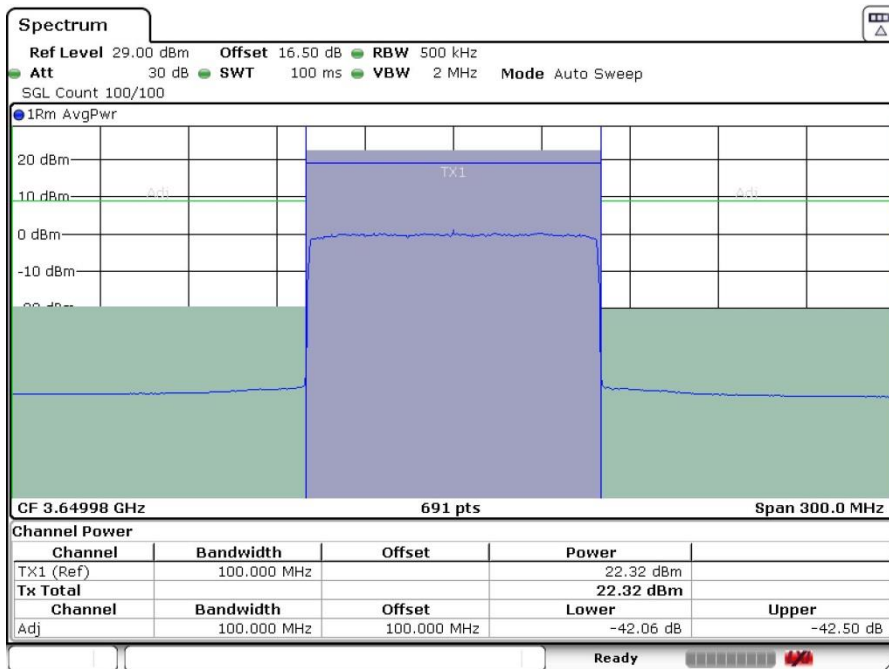 Spectrum
Ref Level 29.00 dBm Offset 16.50 dB RBW 500 kHz
Att 30 dB SWT 100 ms VBW 2 MHz Mode Auto Sweep
SGL Count 100/100
1Rm AvgPwr
20 dBm
TX1
10 dBm
Adj
Adj
0 dBm
-10 dBm
-20 dBm
CF 3.64998 GHz 691 pts Span 300.0 MHz
Channel Power
Channel Bandwidth Offset Power
TX1 (Ref) 100.000 MHz 22.32 dBm
Tx Total 22.32 dBm
Channel Bandwidth Offset Lower Upper
Adj 100.000 MHz 100.000 MHz -42.06 dB -42.50 dB
Ready